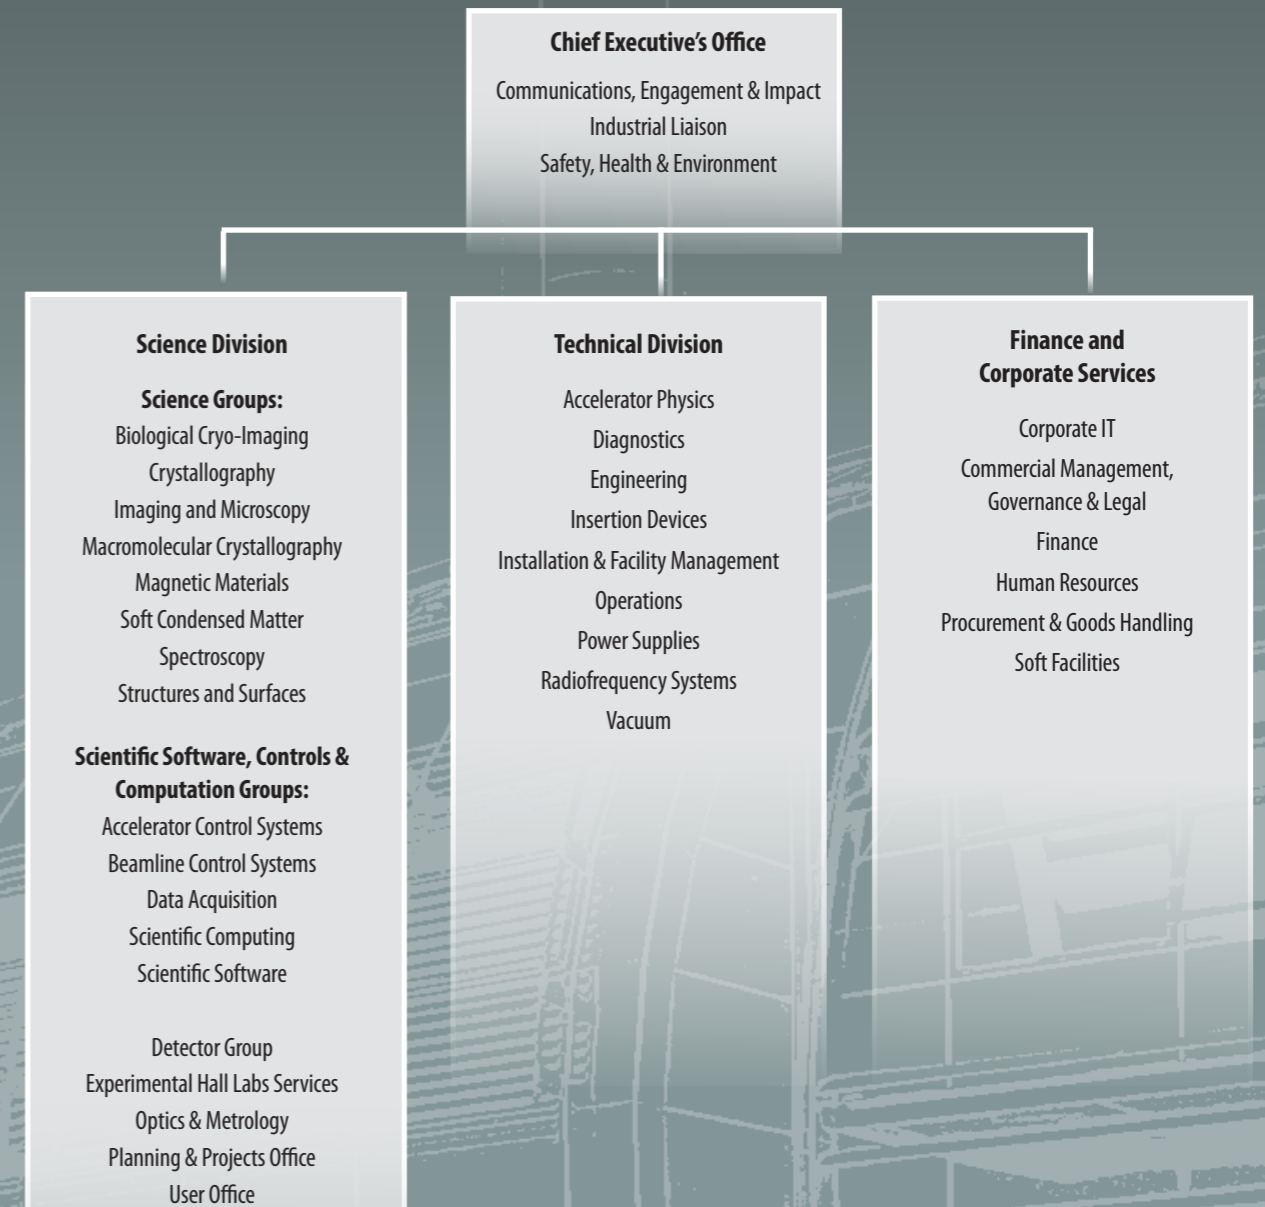 Chief Executive's Office
Communications, Engagement & Impact
Industrial Liaison
Safety, Health & Environment
Science Division
Science Groups:
Biological Cryo-Imaging
Crystallography
Imaging and Microscopy
Macromolecular Crystallography
Magnetic Materials
Soft Condensed Matter
Spectroscopy
Structures and Surfaces
Scientific Software, Controls &
Computation Groups:
Accelerator Control Systems
Beamline Control Systems
Data Acquisition
Scientific Computing
Scientific Software
Detector Group
Experimental Hall Labs Services
Optics & Metrology
Planning & Projects Office
User Office
Technical Division
Accelerator Physics
Diagnostics
Engineering
Insertion Devices
Installation & Facility Management
Operations
Power Supplies
Radiofrequency Systems
Vacuum
Finance and
Corporate Services
Corporate IT
Commercial Management,
Governance & Legal
Finance
Human Resources
Procurement & Goods Handling
Soft Facilities